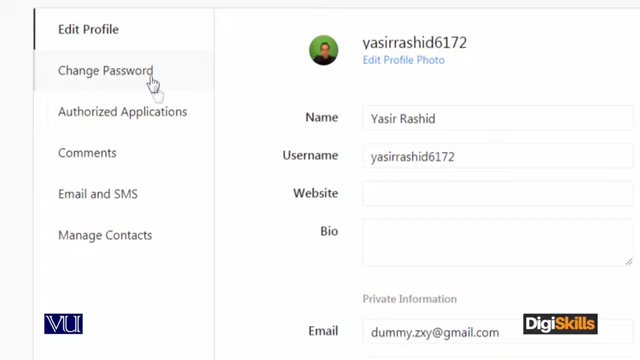 Edit Profile
Change Password
Authorized Applications
Comments
Email and SMS
Manage Contacts
yasirrashid6172
Edit Profile Photo
Name Yasir Rashid
Username yasirrashid6172
Website
Bio
Private Information
Email dummy.zxy@gmail.com
VU
DigiSkills